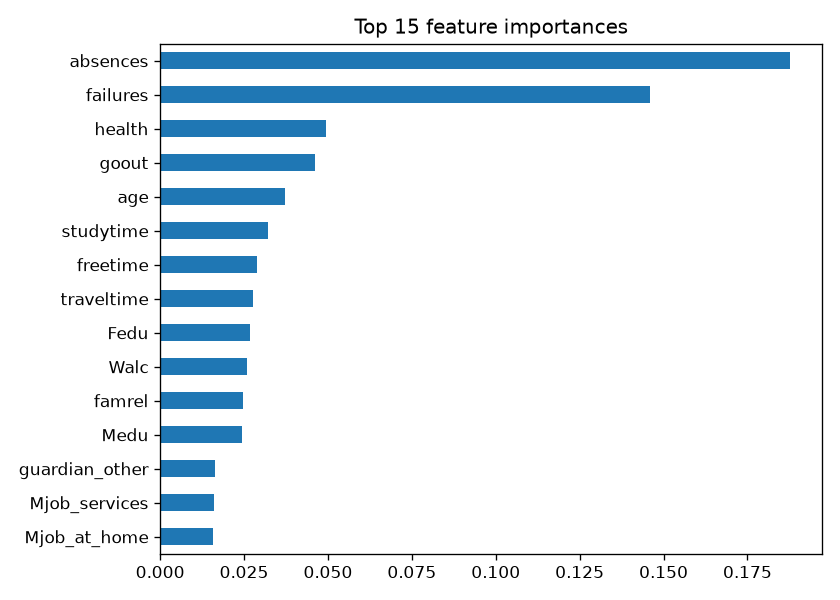 Top 15 feature importances
absences
failures
health
goout
age
studytime
freetime
traveltime
Fedu
Walc
famrel
Medu
guardian_other
Mjob_services
Mjob_at_home
0.000 0.025 0.050 0.075 0.100 0.125 0.150 0.175